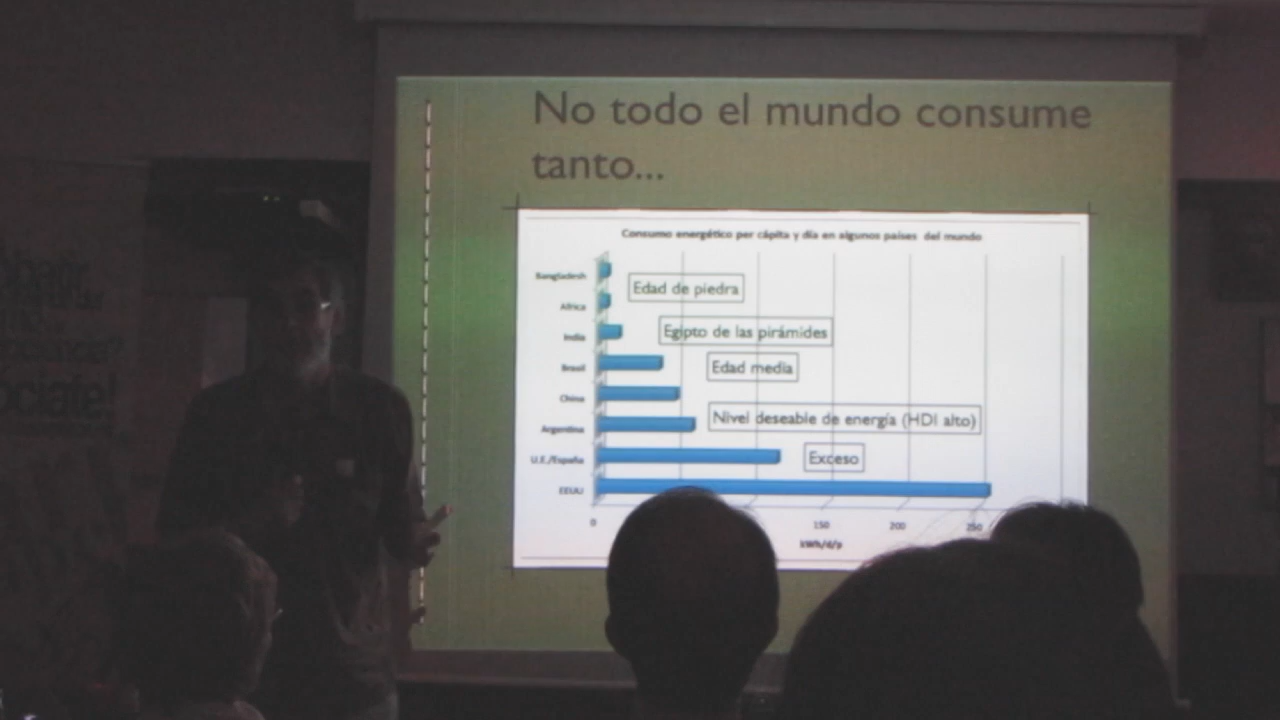 No todo el mundo consume
tanto...
Consumo energético per cápita y día en algunos países del mundo
Bangladesh
Edad de piedra
Africa
India
Egipto de las pirámides
Brasil
Edad media
China
Argentina
Nivel deseable de energía (HDI alto)
U.E./España
Exceso
EEUU
0
150
200
250
kWh/d/p